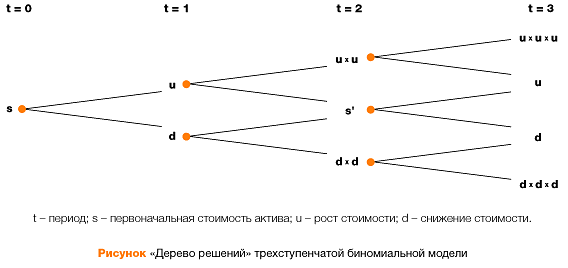 t = 0 t = 1 t = 2 t = 3
u x u x u
u x u
u u
s s'
d d
d x d
d x d x d
t – период; s – первоначальная стоимость актива; u – рост стоимости; d – снижение стоимости.
Рисунок «Дерево решений» трехступенчатой биномиальной модели